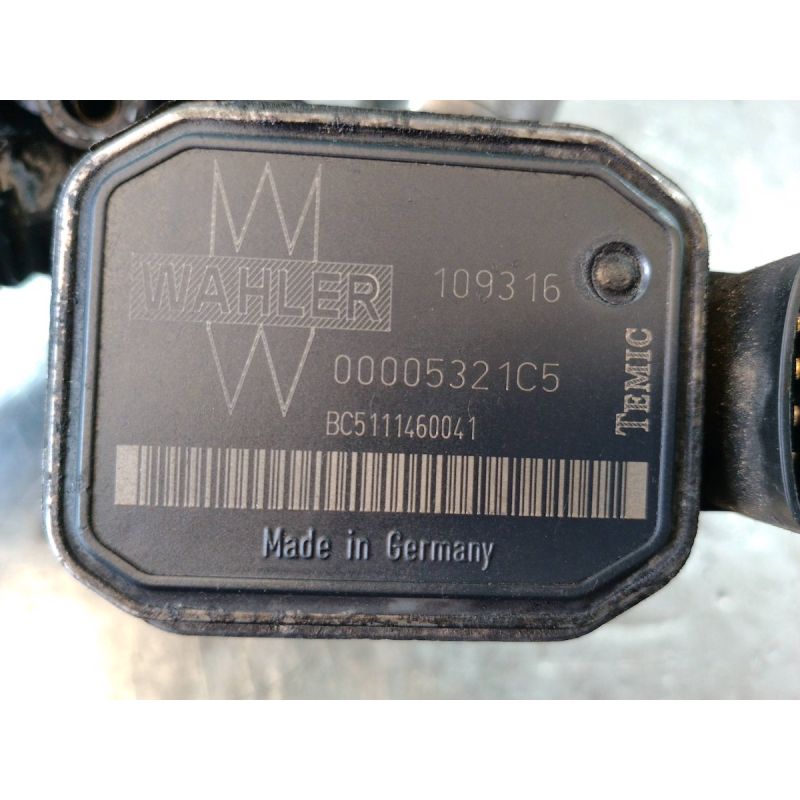 WAHLER
109316
00005321C5
TEMIC
BC5111460041
Made in Germany